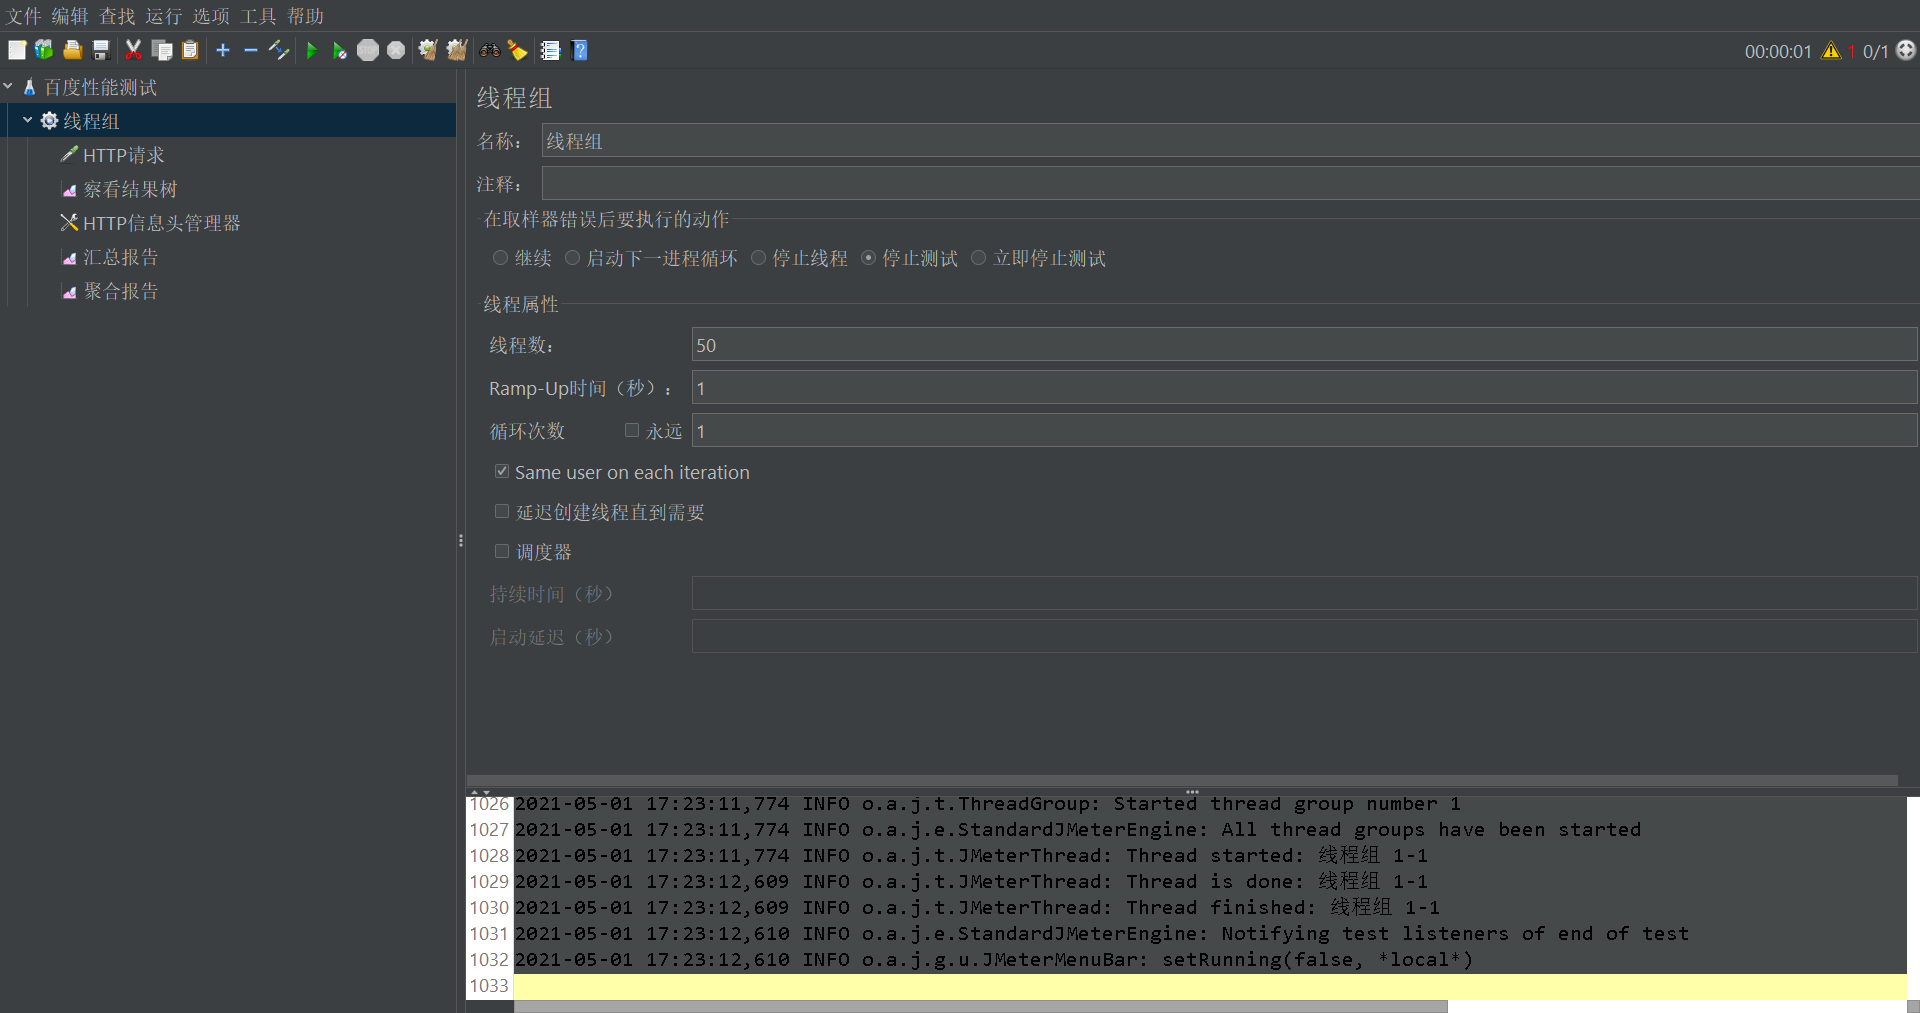 文件 编辑 查找 运行 选项 工具 帮助
00:00:01 1 0/1
百度性能测试
线程组
HTTP请求
察看结果树
HTTP信息头管理器
汇总报告
聚合报告
线程组
名称： 线程组
注释：
在取样器错误后要执行的动作
继续 启动下一进程循环 停止线程 停止测试 立即停止测试
线程属性
线程数： 50
Ramp-Up时间（秒）： 1
循环次数 永远 1
Same user on each iteration
延迟创建线程直到需要
调度器
持续时间（秒）
启动延迟（秒）
1026 2021-05-01 17:23:11,774 INFO o.a.j.t.ThreadGroup: Started thread group number 1
1027 2021-05-01 17:23:11,774 INFO o.a.j.e.StandardJMeterEngine: All thread groups have been started
1028 2021-05-01 17:23:11,774 INFO o.a.j.t.JMeterThread: Thread started: 线程组 1-1
1029 2021-05-01 17:23:12,609 INFO o.a.j.t.JMeterThread: Thread is done: 线程组 1-1
1030 2021-05-01 17:23:12,609 INFO o.a.j.t.JMeterThread: Thread finished: 线程组 1-1
1031 2021-05-01 17:23:12,610 INFO o.a.j.e.StandardJMeterEngine: Notifying test listeners of end of test
1032 2021-05-01 17:23:12,610 INFO o.a.j.g.u.JMeterMenuBar: setRunning(false, *local*)
1033